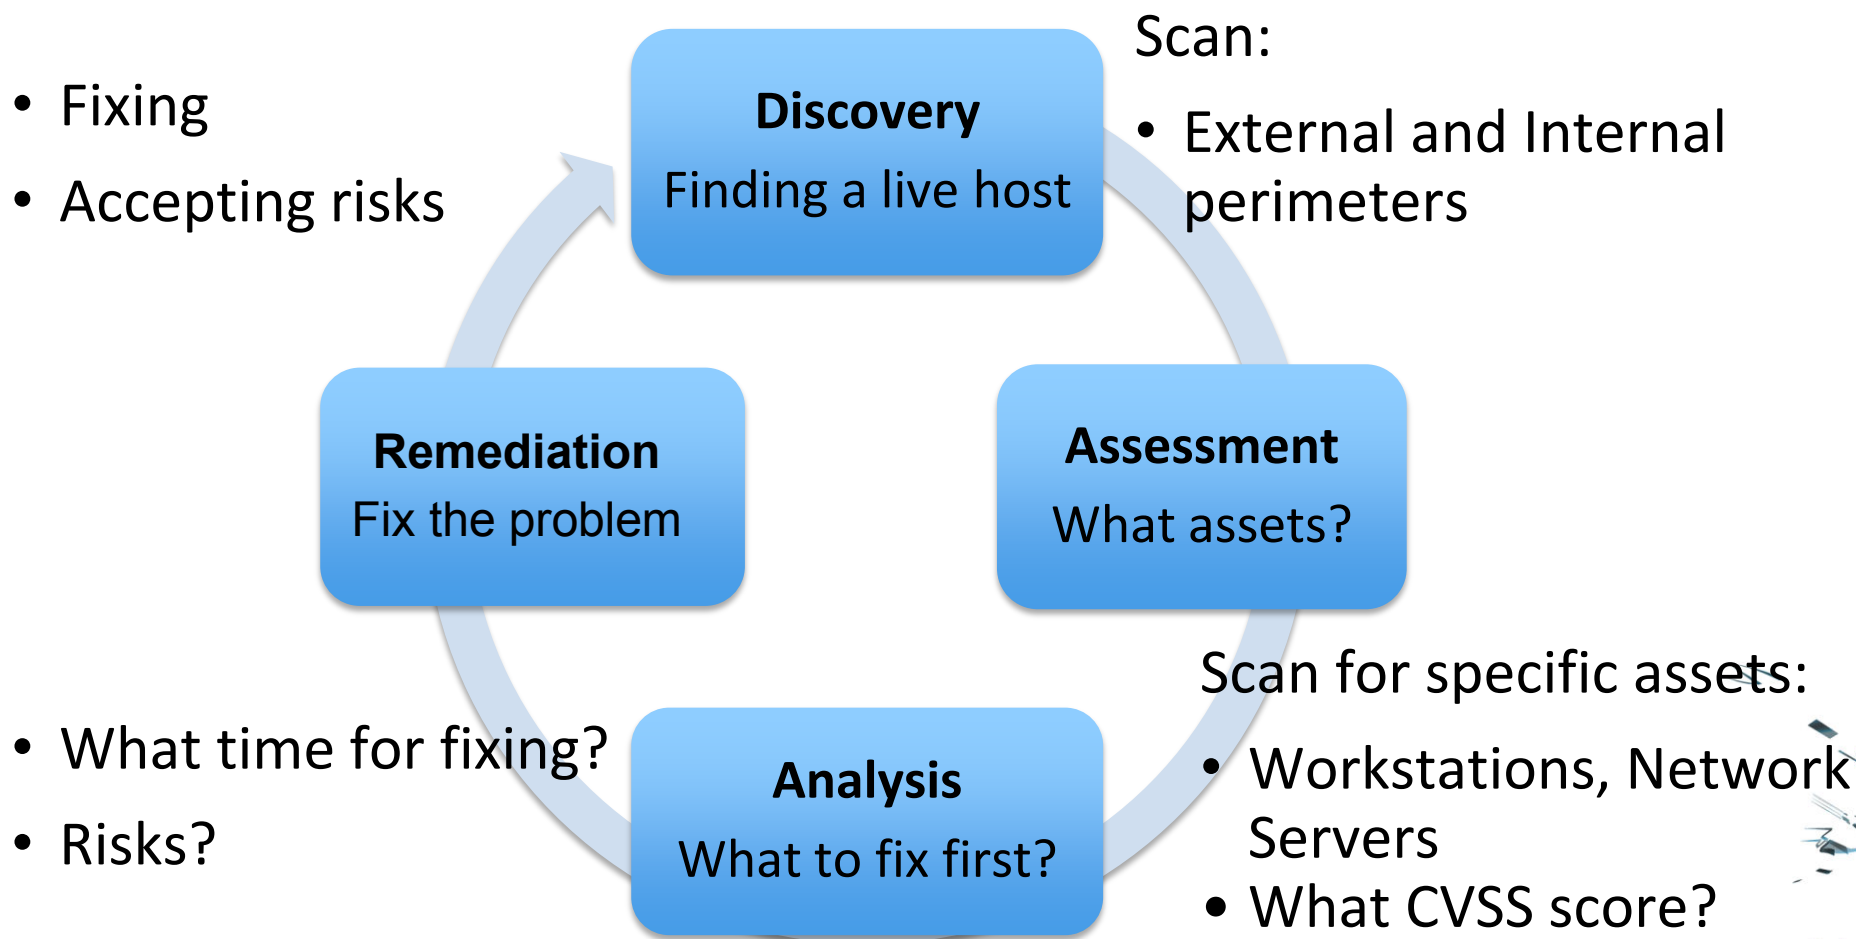 Discovery
Finding a live host
Scan:
• External and Internal
perimeters
Assessment
What assets?
Scan for specific assets:
• Workstations, Network
Servers
• What CVSS score?
Analysis
What to fix first?
• What time for fixing?
• Risks?
Remediation
Fix the problem
• Fixing
• Accepting risks